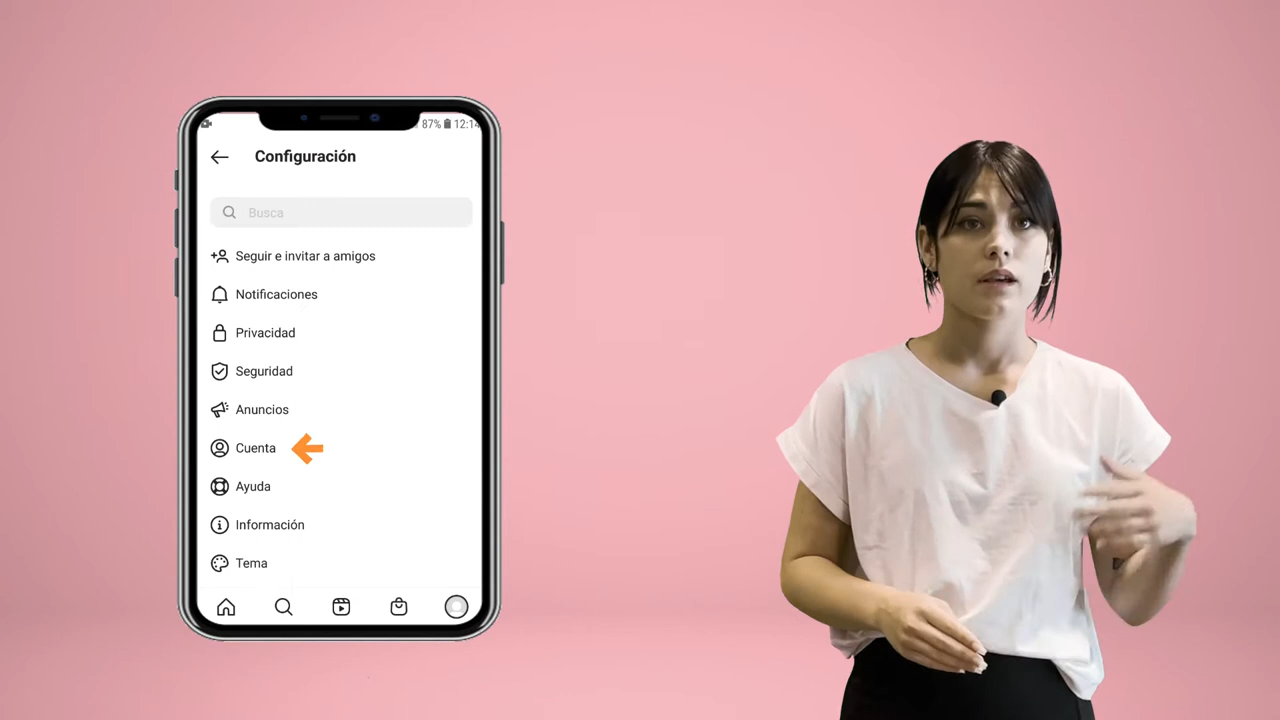 87% 12:14
Configuración
Busca
Seguir e invitar a amigos
Notificaciones
Privacidad
Seguridad
Anuncios
Cuenta
Ayuda
Información
Tema